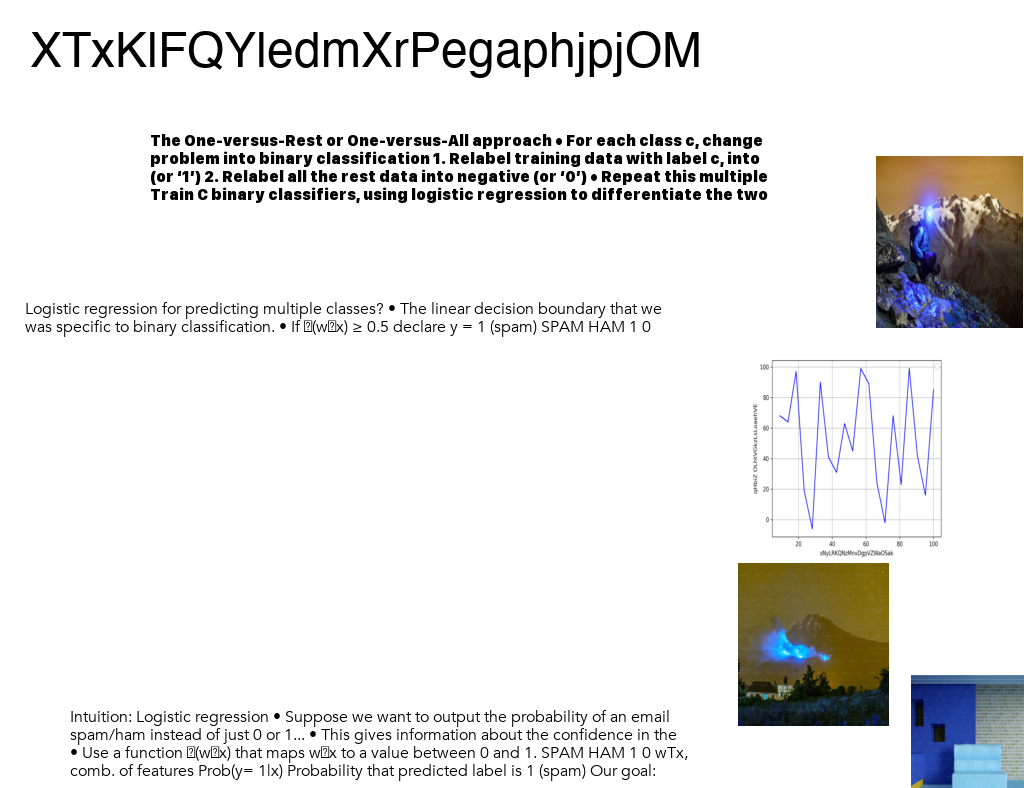 XTxKlFQYledmXrPegaphjpjOM
The One-versus-Rest or One-versus-All approach • For each class c, change
problem into binary classification 1. Relabel training data with label c, into
(or ‘1’) 2. Relabel all the rest data into negative (or ‘0’) • Repeat this multiple
Train C binary classifiers, using logistic regression to differentiate the two
Logistic regression for predicting multiple classes? • The linear decision boundary that we
was specific to binary classification. • If (wx) ≥ 0.5 declare y = 1 (spam) SPAM HAM 1 0
100
80
60
40
20
0
20 40 60 80 100
Intuition: Logistic regression • Suppose we want to output the probability of an email
spam/ham instead of just 0 or 1... • This gives information about the confidence in the
• Use a function (wx) that maps wx to a value between 0 and 1. SPAM HAM 1 0 wTx,
comb. of features Prob(y= 1|x) Probability that predicted label is 1 (spam) Our goal: